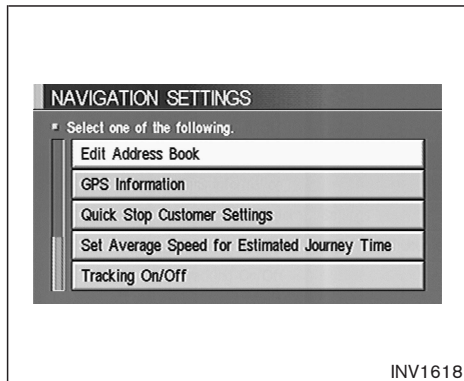 NAVIGATION SETTINGS
Select one of the following.
Edit Address Book
GPS Information
Quick Stop Customer Settings
Set Average Speed for Estimated Journey Time
Tracking On/Off
INV1618